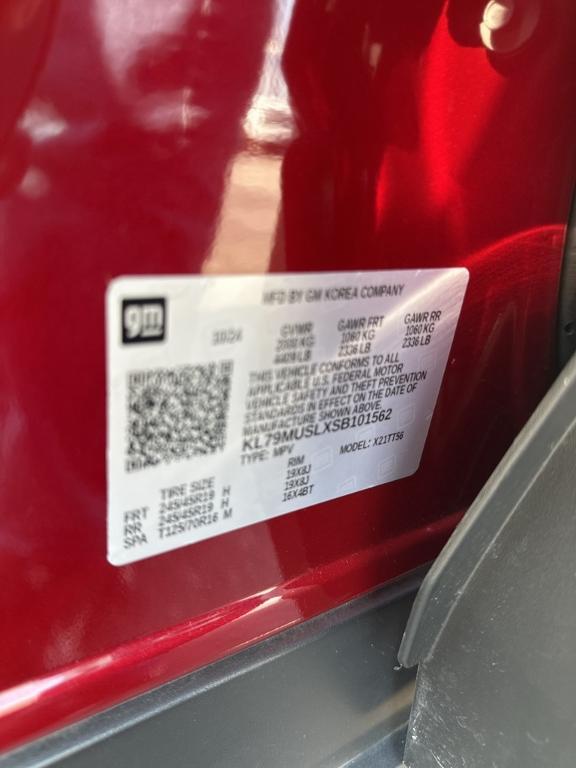 gm
MFD BY GM KOREA COMPANY
GVWR GAWR FRT GAWR RR
KG 1060 KG 1060 KG
LB 2336 LB 2336 LB
THIS VEHICLE CONFORMS TO ALL
APPLICABLE U.S. FEDERAL MOTOR
VEHICLE SAFETY AND THEFT PREVENTION
STANDARDS IN EFFECT ON THE DATE OF
MANUFACTURE SHOWN ABOVE.
KL79MUSLXSB101562
TYPE: MPV MODEL: X21TT56
TIRE SIZE RIM
FRT 245/45R19 H 19X8J
RR 245/45R19 H 19X8J
SPA T125/70R16 M 16X4BT